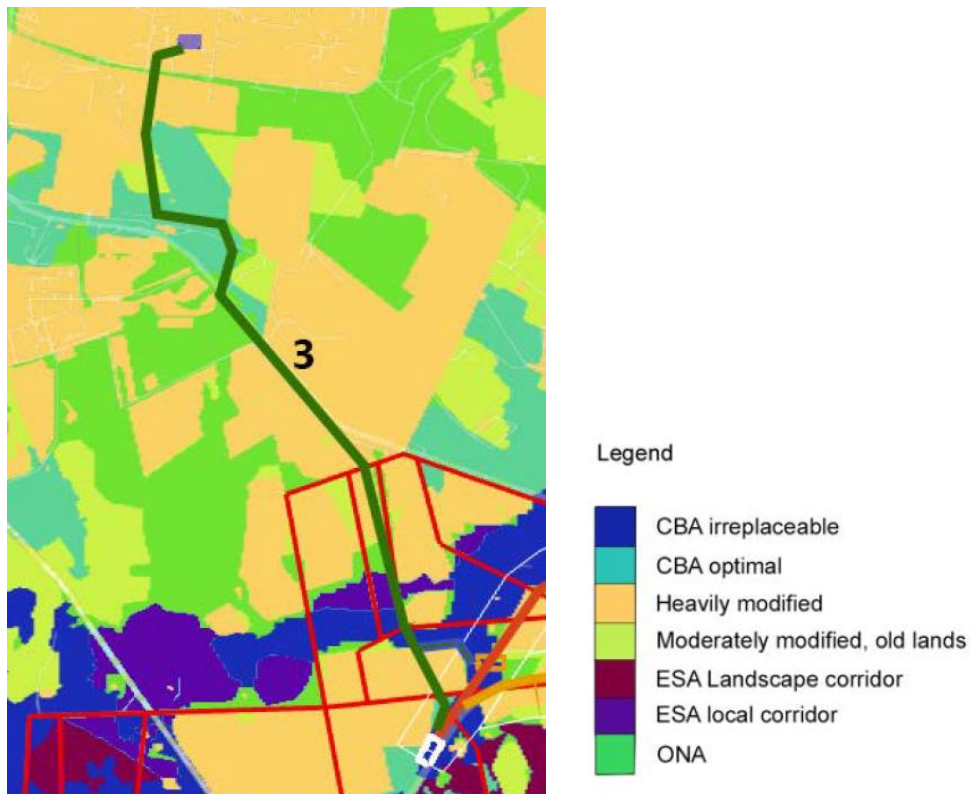 3
Legend
CBA irreplaceable
CBA optimal
Heavily modified
Moderately modified, old lands
ESA Landscape corridor
ESA local corridor
ONA